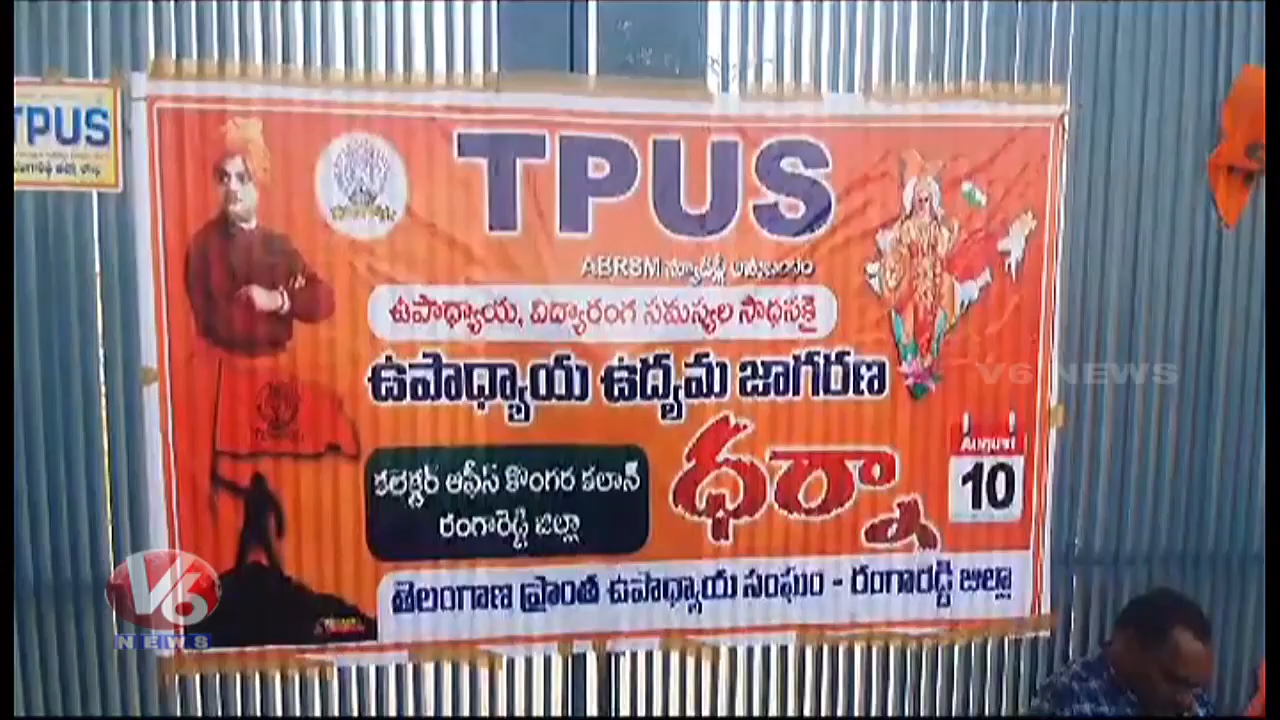 TPUS
TPUS
ABRSM న్యూఢిల్లీ అనుబంధం
ఉపాధ్యాయ, విద్యారంగ సమస్యల సాధనకై
ఉపాధ్యాయ ఉద్యమ జాగరణ
ధర్నా
August
10
కలెక్టర్ ఆఫీస్ కొంగర కలాన్
రంగారెడ్డి జిల్లా
తెలంగాణ ప్రాంత ఉపాధ్యాయ సంఘం - రంగారెడ్డి జిల్లా
V6 NEWS
V6
NEWS